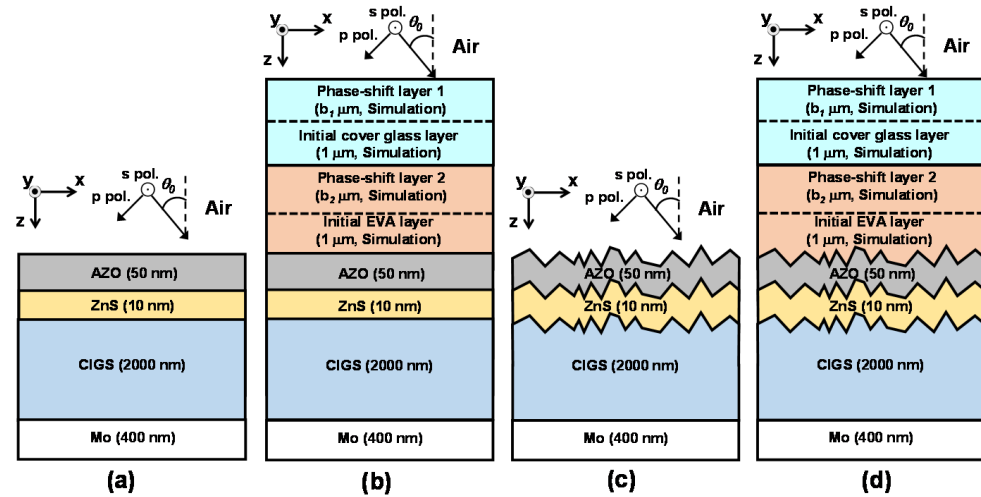 y
x
z
s pol.
θ0
p pol.
Air
AZO (50 nm)
ZnS (10 nm)
CIGS (2000 nm)
Mo (400 nm)
(a)
y
x
z
s pol.
θ0
p pol.
Air
Phase-shift layer 1
(b1 μm, Simulation)
Initial cover glass layer
(1 μm, Simulation)
Phase-shift layer 2
(b2 μm, Simulation)
Initial EVA layer
(1 μm, Simulation)
AZO (50 nm)
ZnS (10 nm)
CIGS (2000 nm)
Mo (400 nm)
(b)
y
x
z
s pol.
θ0
p pol.
Air
AZO (50 nm)
ZnS (10 nm)
CIGS (2000 nm)
Mo (400 nm)
(c)
y
x
z
s pol.
θ0
p pol.
Air
Phase-shift layer 1
(b1 μm, Simulation)
Initial cover glass layer
(1 μm, Simulation)
Phase-shift layer 2
(b2 μm, Simulation)
Initial EVA layer
(1 μm, Simulation)
AZO (50 nm)
ZnS (10 nm)
CIGS (2000 nm)
Mo (400 nm)
(d)